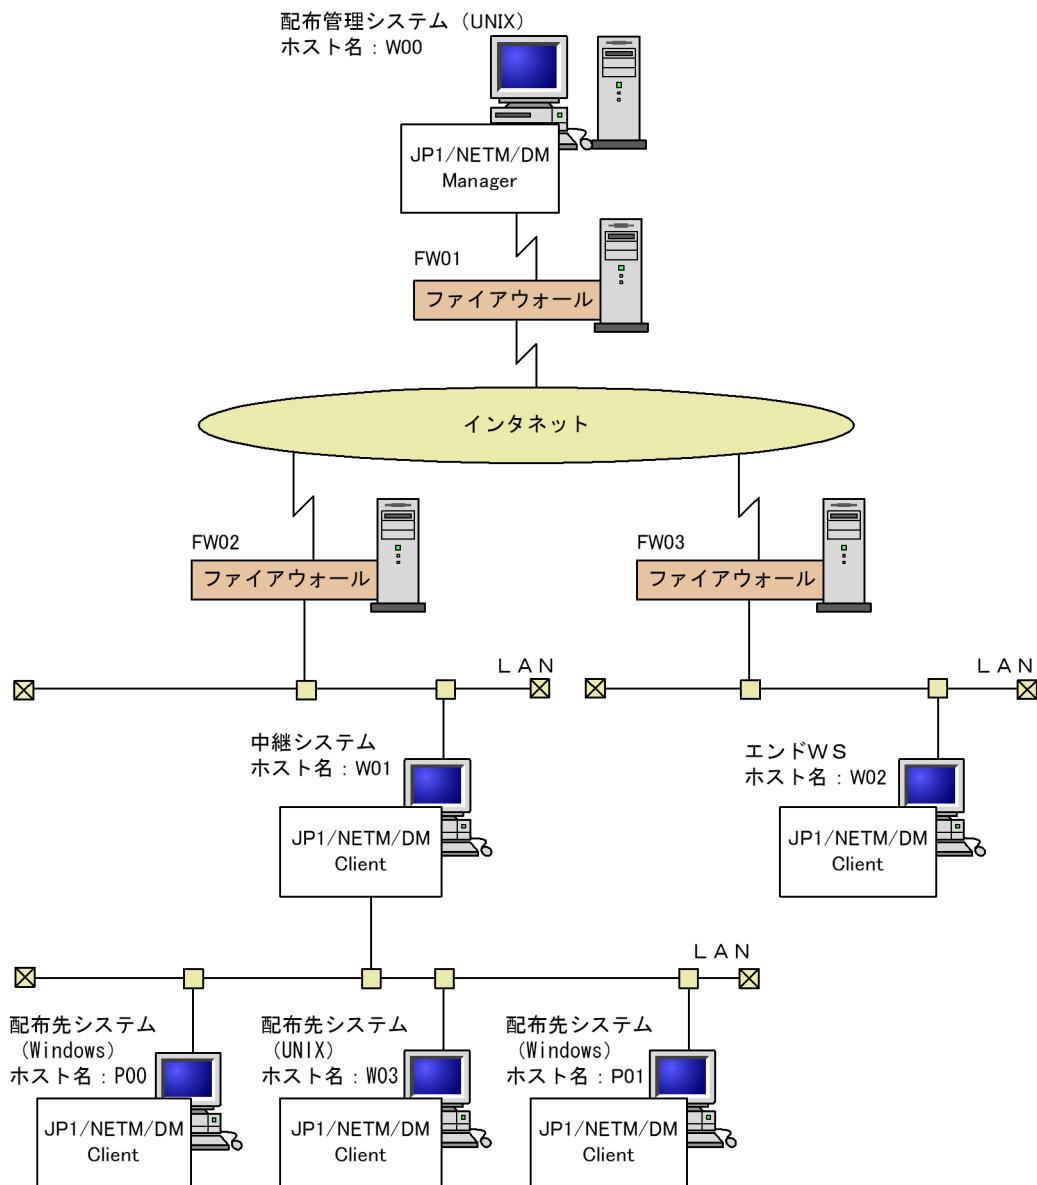 配布管理システム（UNIX）
ホスト名：W00
JP1/NETM/DM
Manager
FW01
ファイアウォール
インタネット
FW02
ファイアウォール
FW03
ファイアウォール
ＬＡＮ
ＬＡＮ
中継システム
ホスト名：W01
JP1/NETM/DM
Client
エンドＷＳ
ホスト名：W02
JP1/NETM/DM
Client
ＬＡＮ
配布先システム
（Windows）
ホスト名：P00
JP1/NETM/DM
Client
配布先システム
（UNIX）
ホスト名：W03
JP1/NETM/DM
Client
配布先システム
（Windows）
ホスト名：P01
JP1/NETM/DM
Client